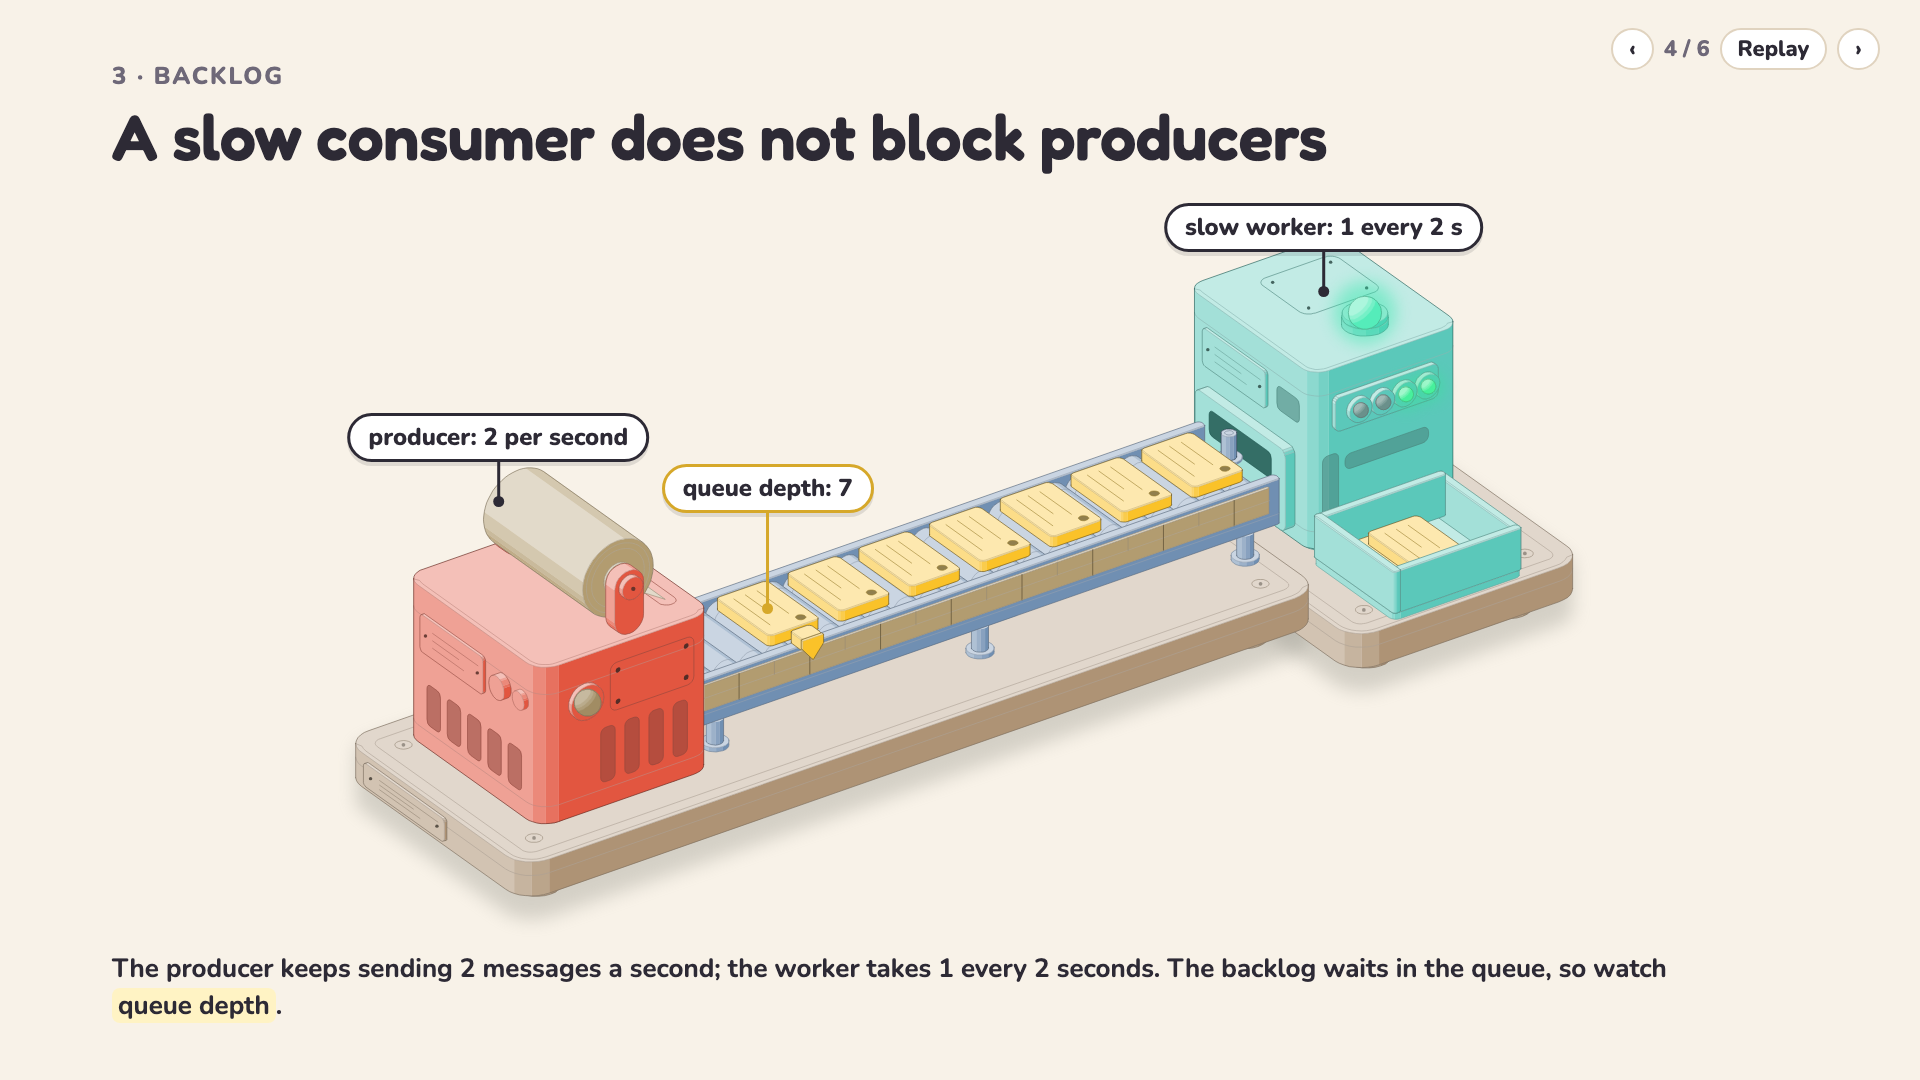 3 · BACKLOG
‹ 4 / 6 Replay ›
A slow consumer does not block producers
slow worker: 1 every 2 s
producer: 2 per second
queue depth: 7
The producer keeps sending 2 messages a second; the worker takes 1 every 2 seconds. The backlog waits in the queue, so watch
queue depth.